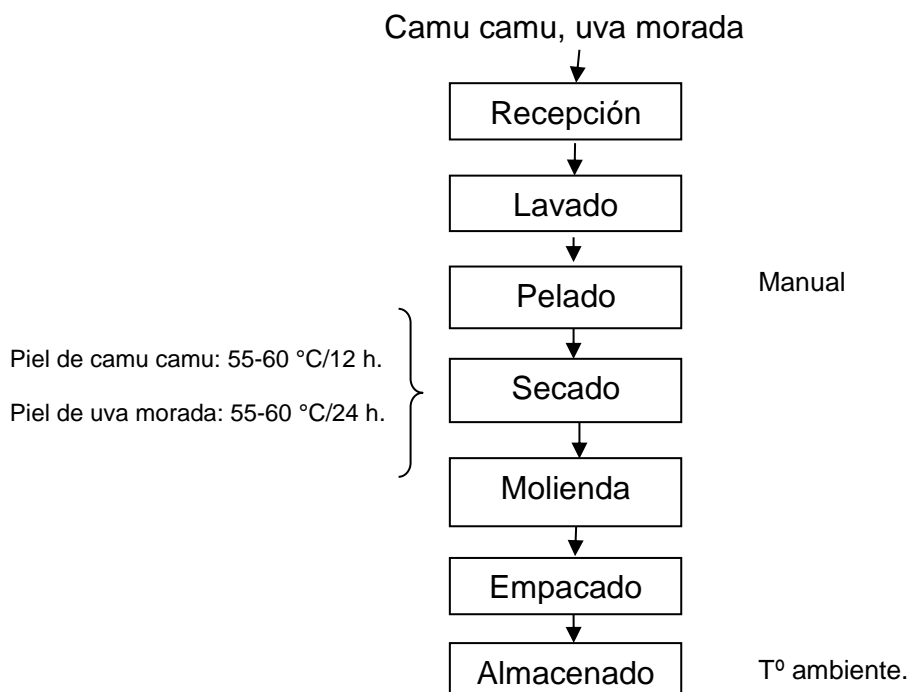 Camu camu, uva morada
Recepción
Lavado
Pelado
Manual
Piel de camu camu: 55-60 °C/12 h.
Piel de uva morada: 55-60 °C/24 h.
Secado
Molienda
Empacado
Almacenado
Tº ambiente.